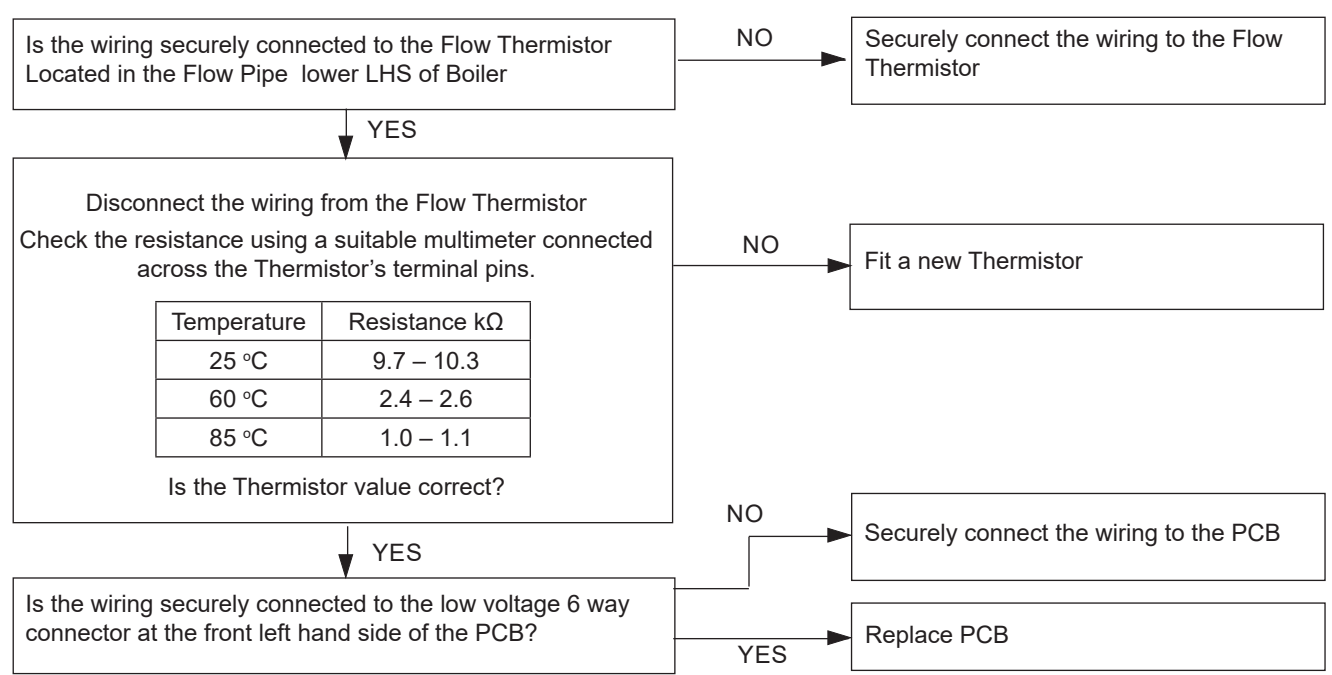 Is the wiring securely connected to the Flow Thermistor
Located in the Flow Pipe lower LHS of Boiler
NO
Securely connect the wiring to the Flow
Thermistor
YES
Disconnect the wiring from the Flow Thermistor
Check the resistance using a suitable multimeter connected
across the Thermistor’s terminal pins.
Temperature Resistance kΩ
25 °C 9.7 – 10.3
60 °C 2.4 – 2.6
85 °C 1.0 – 1.1
Is the Thermistor value correct?
NO
Fit a new Thermistor
YES
Is the wiring securely connected to the low voltage 6 way
connector at the front left hand side of the PCB?
NO
Securely connect the wiring to the PCB
YES
Replace PCB